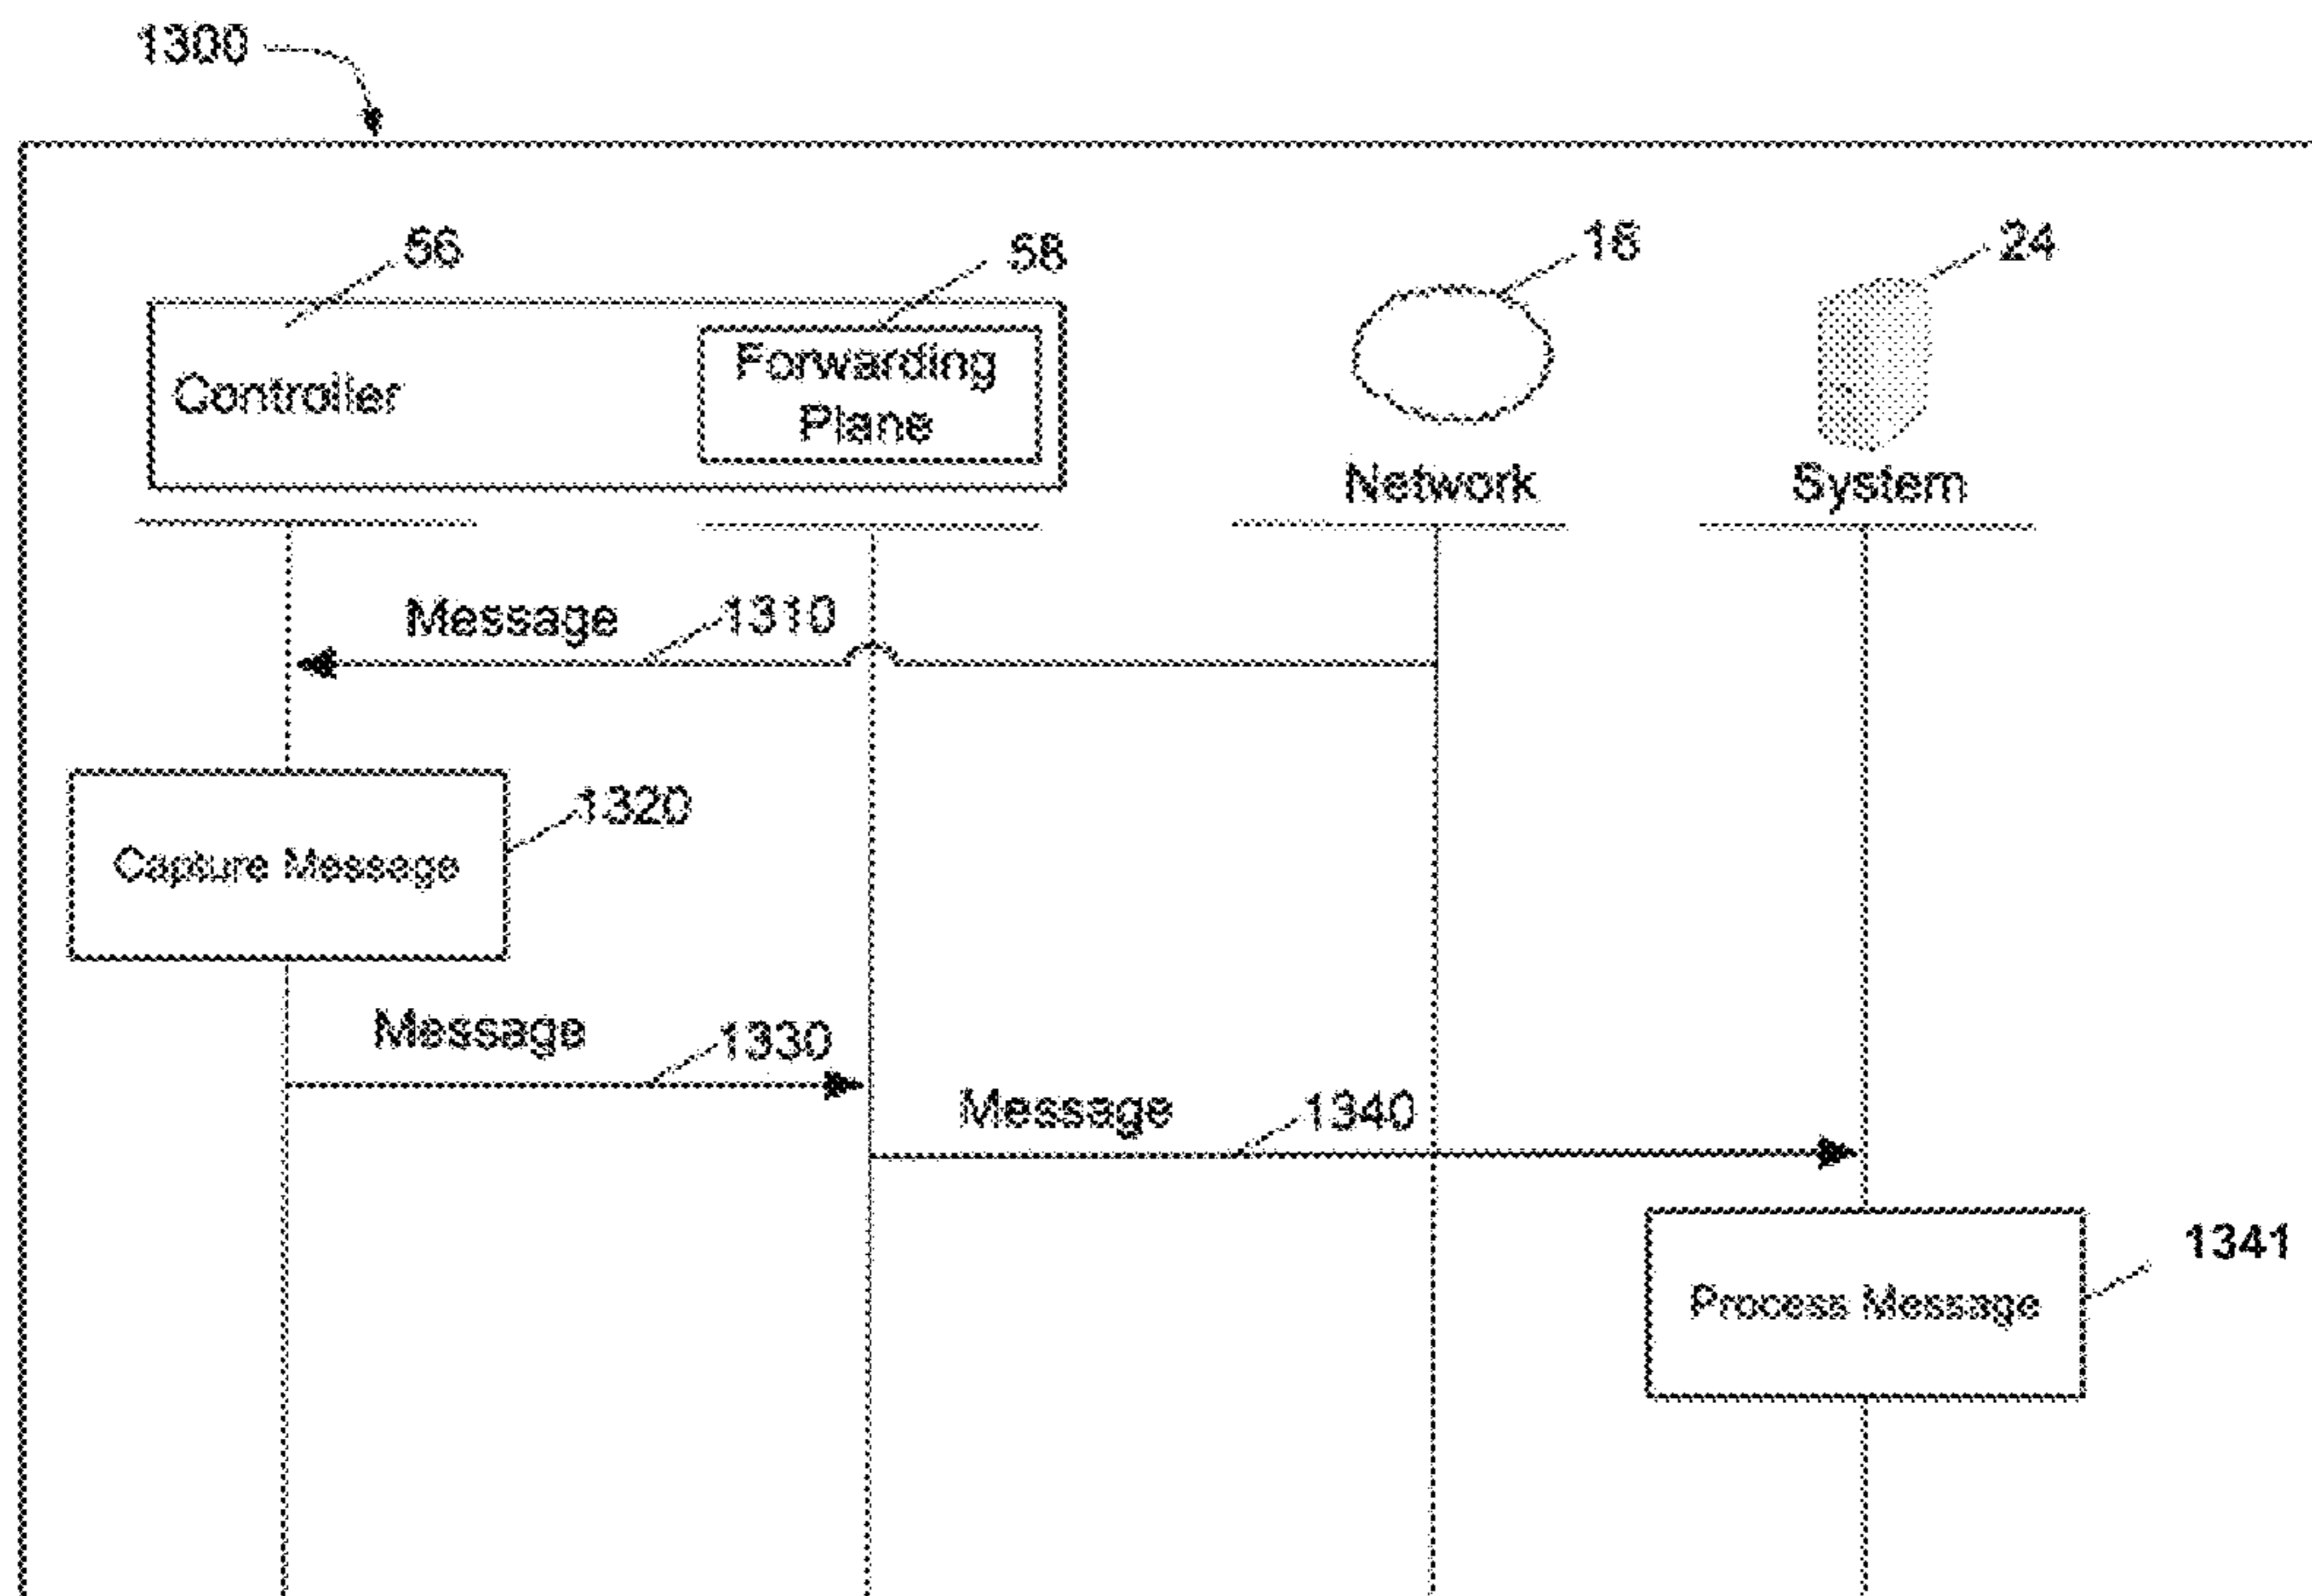 1300
56
58
16
24
Controller
Forwarding
Plane
Network
System
Message
1310
Capture Message
1320
Message
1330
Message
1340
Process Message
1341